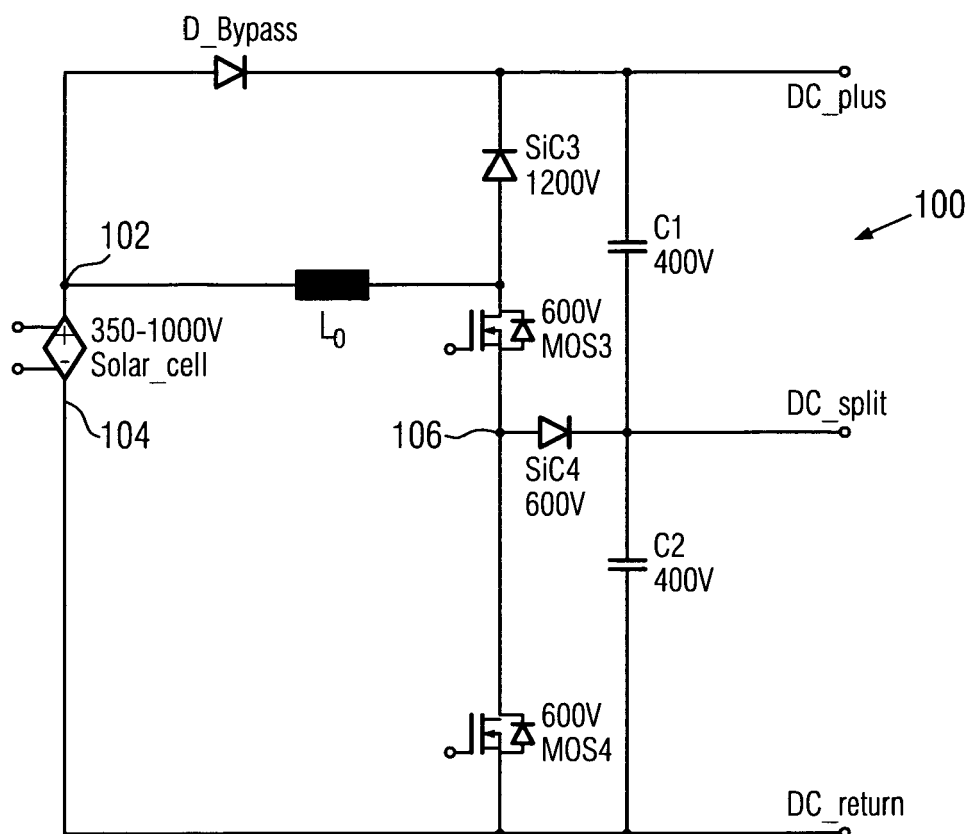 D_Bypass
DC_plus
SiC3
1200V
100
102
C1
400V
L0
600V
MOS3
+
350-1000V
-
Solar_cell
104
106
DC_split
SiC4
600V
C2
400V
600V
MOS4
DC_return